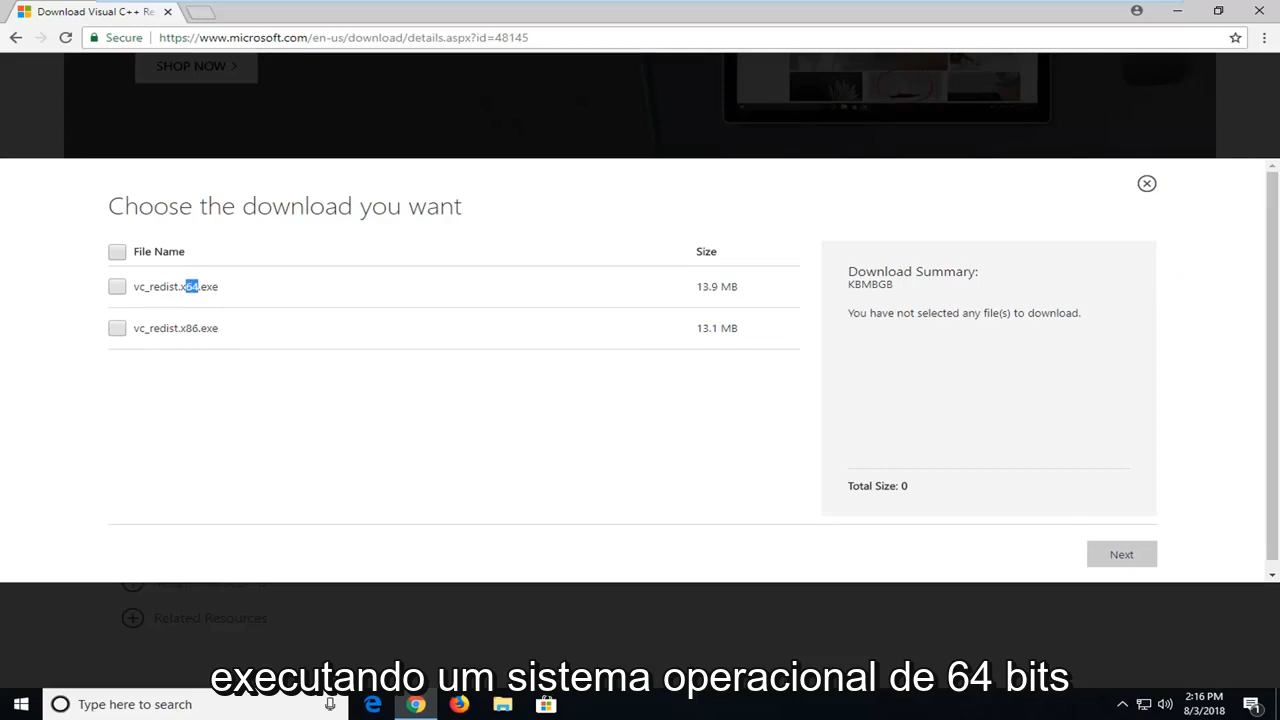 Download Visual C++ Re
Secure https://www.microsoft.com/en-us/download/details.aspx?id=48145
SHOP NOW >
Choose the download you want
File Name Size
vc_redist.x64.exe 13.9 MB
vc_redist.x86.exe 13.1 MB
Download Summary:
KBMBGB
You have not selected any file(s) to download.
Total Size: 0
Next
Related Resources
executando um sistema operacional de 64 bits
Type here to search
2:16 PM
8/3/2018
1